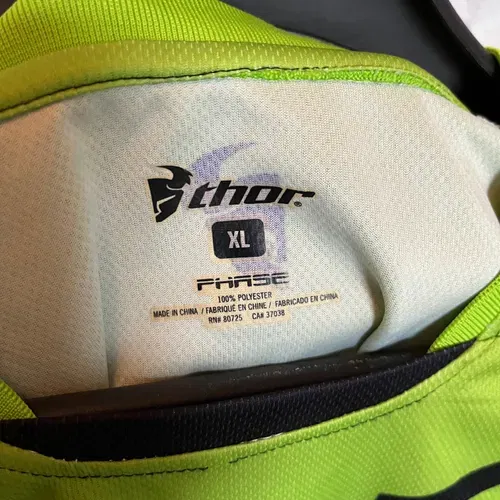 thor
XL
PHASE
100% POLYESTER
MADE IN CHINA / FABRIQUÉ EN CHINE / FABRICADO EN CHINA
RN# 80725 CA# 37038